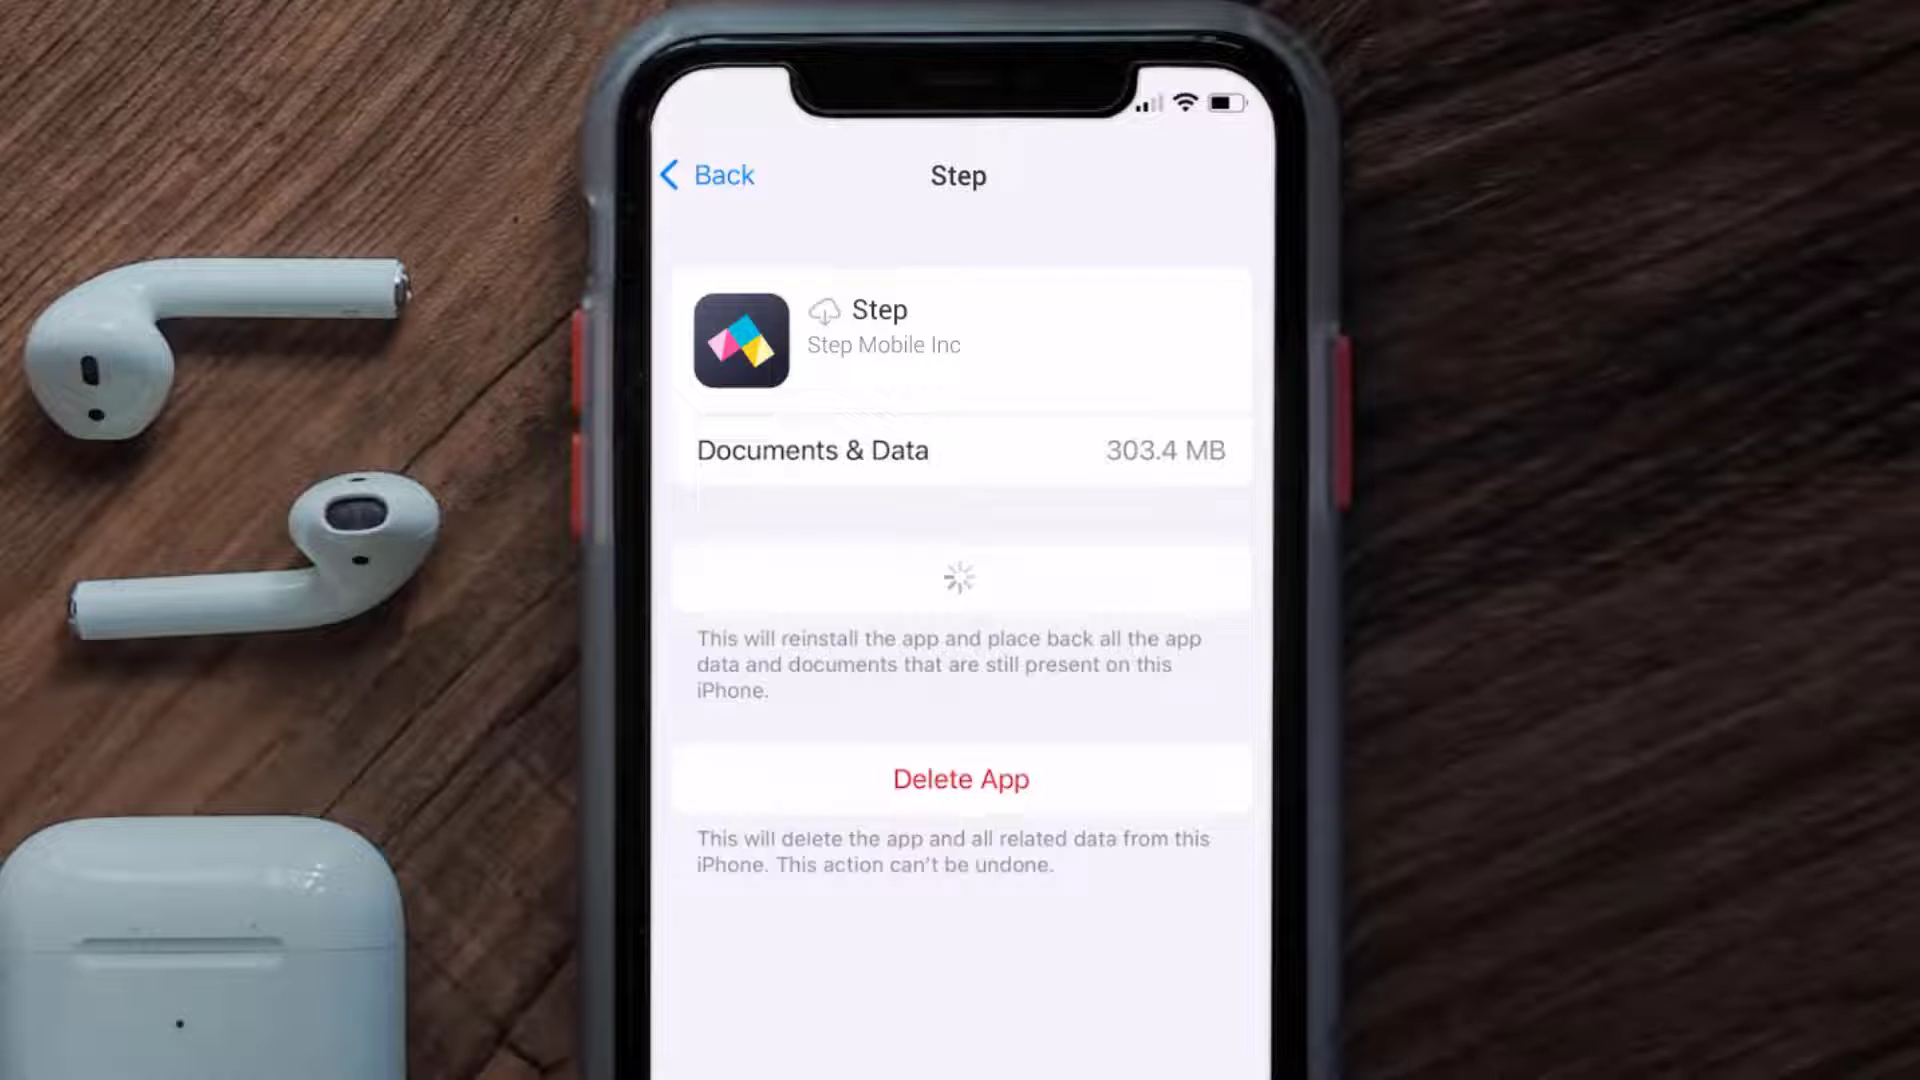 Back
Step
Step
Step Mobile Inc
Documents & Data
303.4 MB
This will reinstall the app and place back all the app
data and documents that are still present on this
iPhone.
Delete App
This will delete the app and all related data from this
iPhone. This action can't be undone.